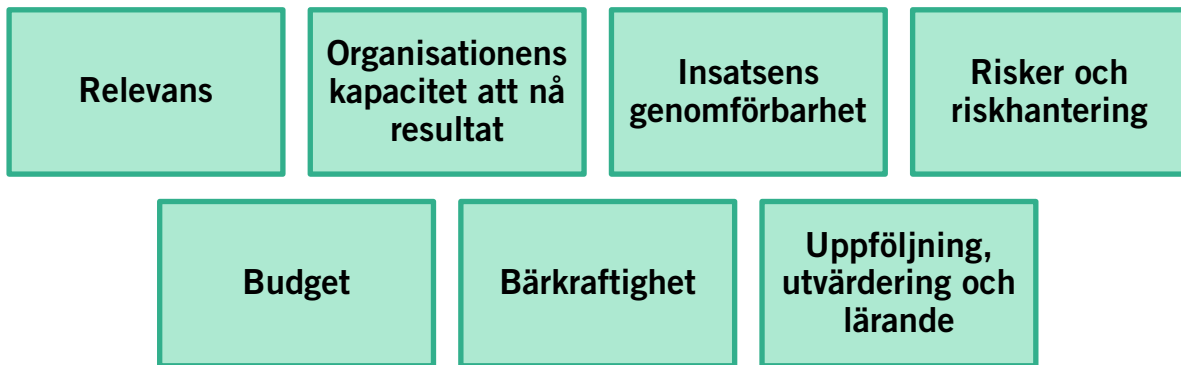 Relevans
Organisationens
kapacitet att nå
resultat
Insatsens
genomförbarhet
Risker och
riskhantering
Budget
Bärkraftighet
Uppföljning,
utvärdering och
lärande